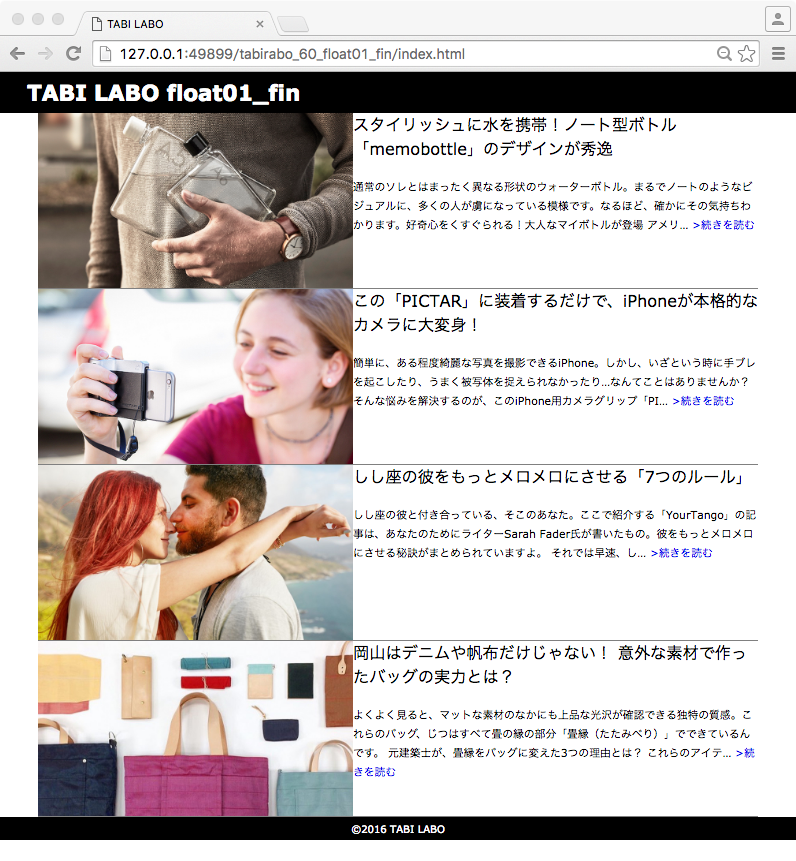 TABI LABO
127.0.0.1:49899/tabirabo_60_float01_fin/index.html
TABI LABO float01_fin
スタイリッシュに水を携帯！ノート型ボトル
「memobottle」のデザインが秀逸
通常のソレとはまったく異なる形状のウォーターボトル。まるでノートのようなビ
ジュアルに、多くの人が虜になっている模様です。なるほど、確かにその気持ちわ
かります。好奇心をくすぐられる！大人なマイボトルが登場 アメリ... >続きを読む
A5
A6
この「PICTAR」に装着するだけで、iPhoneが本格的な
カメラに大変身！
簡単に、ある程度綺麗な写真を撮影できるiPhone。しかし、いざという時に手ブレ
を起こしたり、うまく被写体を捉えられなかったり...なんてことはありませんか？
そんな悩みを解決するのが、このiPhone用カメラグリップ「PI... >続きを読む
しし座の彼をもっとメロメロにさせる「7つのルール」
しし座の彼と付き合っている、そこのあなた。ここで紹介する「YourTango」の記
事は、あなたのためにライターSarah Fader氏が書いたもの。彼をもっとメロメロ
にさせる秘訣がまとめられていますよ。 それでは早速、し... >続きを読む
岡山はデニムや帆布だけじゃない！ 意外な素材で作っ
たバッグの実力とは？
よくよく見ると、マットな素材のなかにも上品な光沢が確認できる独特の質感。こ
れらのバッグ、じつはすべて畳の縁の部分「畳縁（たたみべり）」でできているん
です。 元建築士が、畳縁をバッグに変えた3つの理由とは？ これらのアイテ... >続
きを読む
©2016 TABI LABO